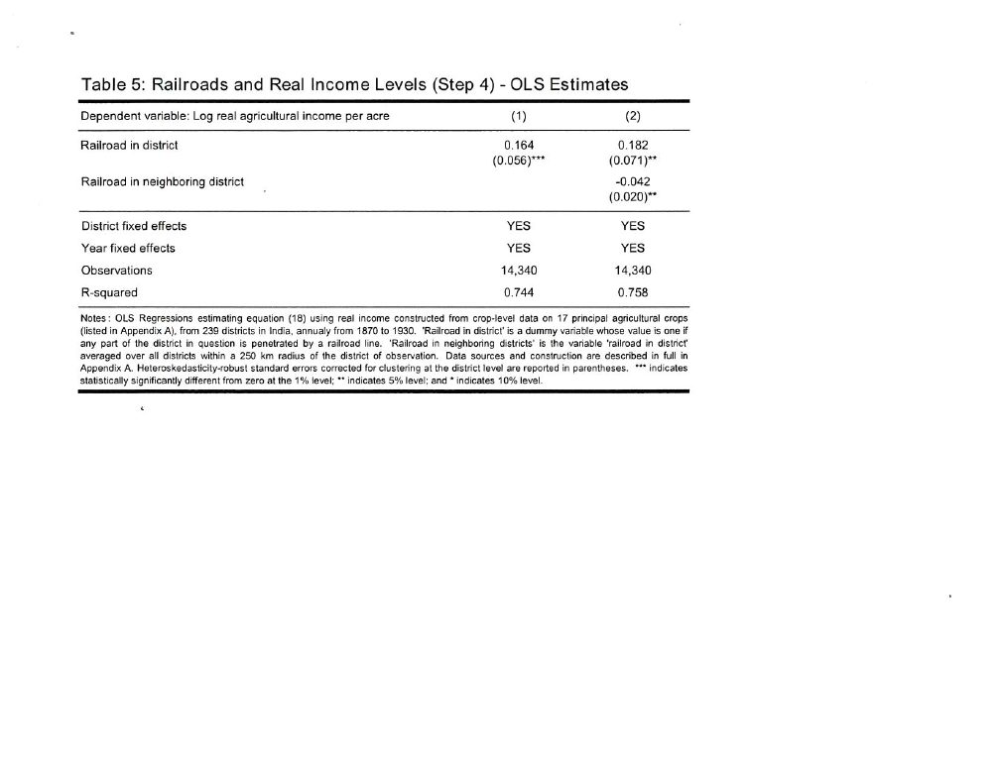 Table 5: Railroads and Real Income Levels (Step 4) - OLS Estimates
Dependent variable: Log real agricultural income per acre (1) (2)
Railroad in district 0.164 0.182
(0.056)*** (0.071)**
Railroad in neighboring district -0.042
(0.020)**
District fixed effects YES YES
Year fixed effects YES YES
Observations 14,340 14,340
R-squared 0.744 0.758
Notes: OLS Regressions estimating equation (18) using real income constructed from crop-level data on 17 principal agricultural crops
(listed in Appendix A), from 239 districts in India, annualy from 1870 to 1930. 'Railroad in district' is a dummy variable whose value is one if
any part of the district in question is penetrated by a railroad line. 'Railroad in neighboring districts' is the variable 'railroad in district'
averaged over all districts within a 250 km radius of the district of observation. Data sources and construction are described in full in
Appendix A. Heteroskedasticity-robust standard errors corrected for clustering at the district level are reported in parentheses. *** indicates
statistically significantly different from zero at the 1% level; ** indicates 5% level; and * indicates 10% level.